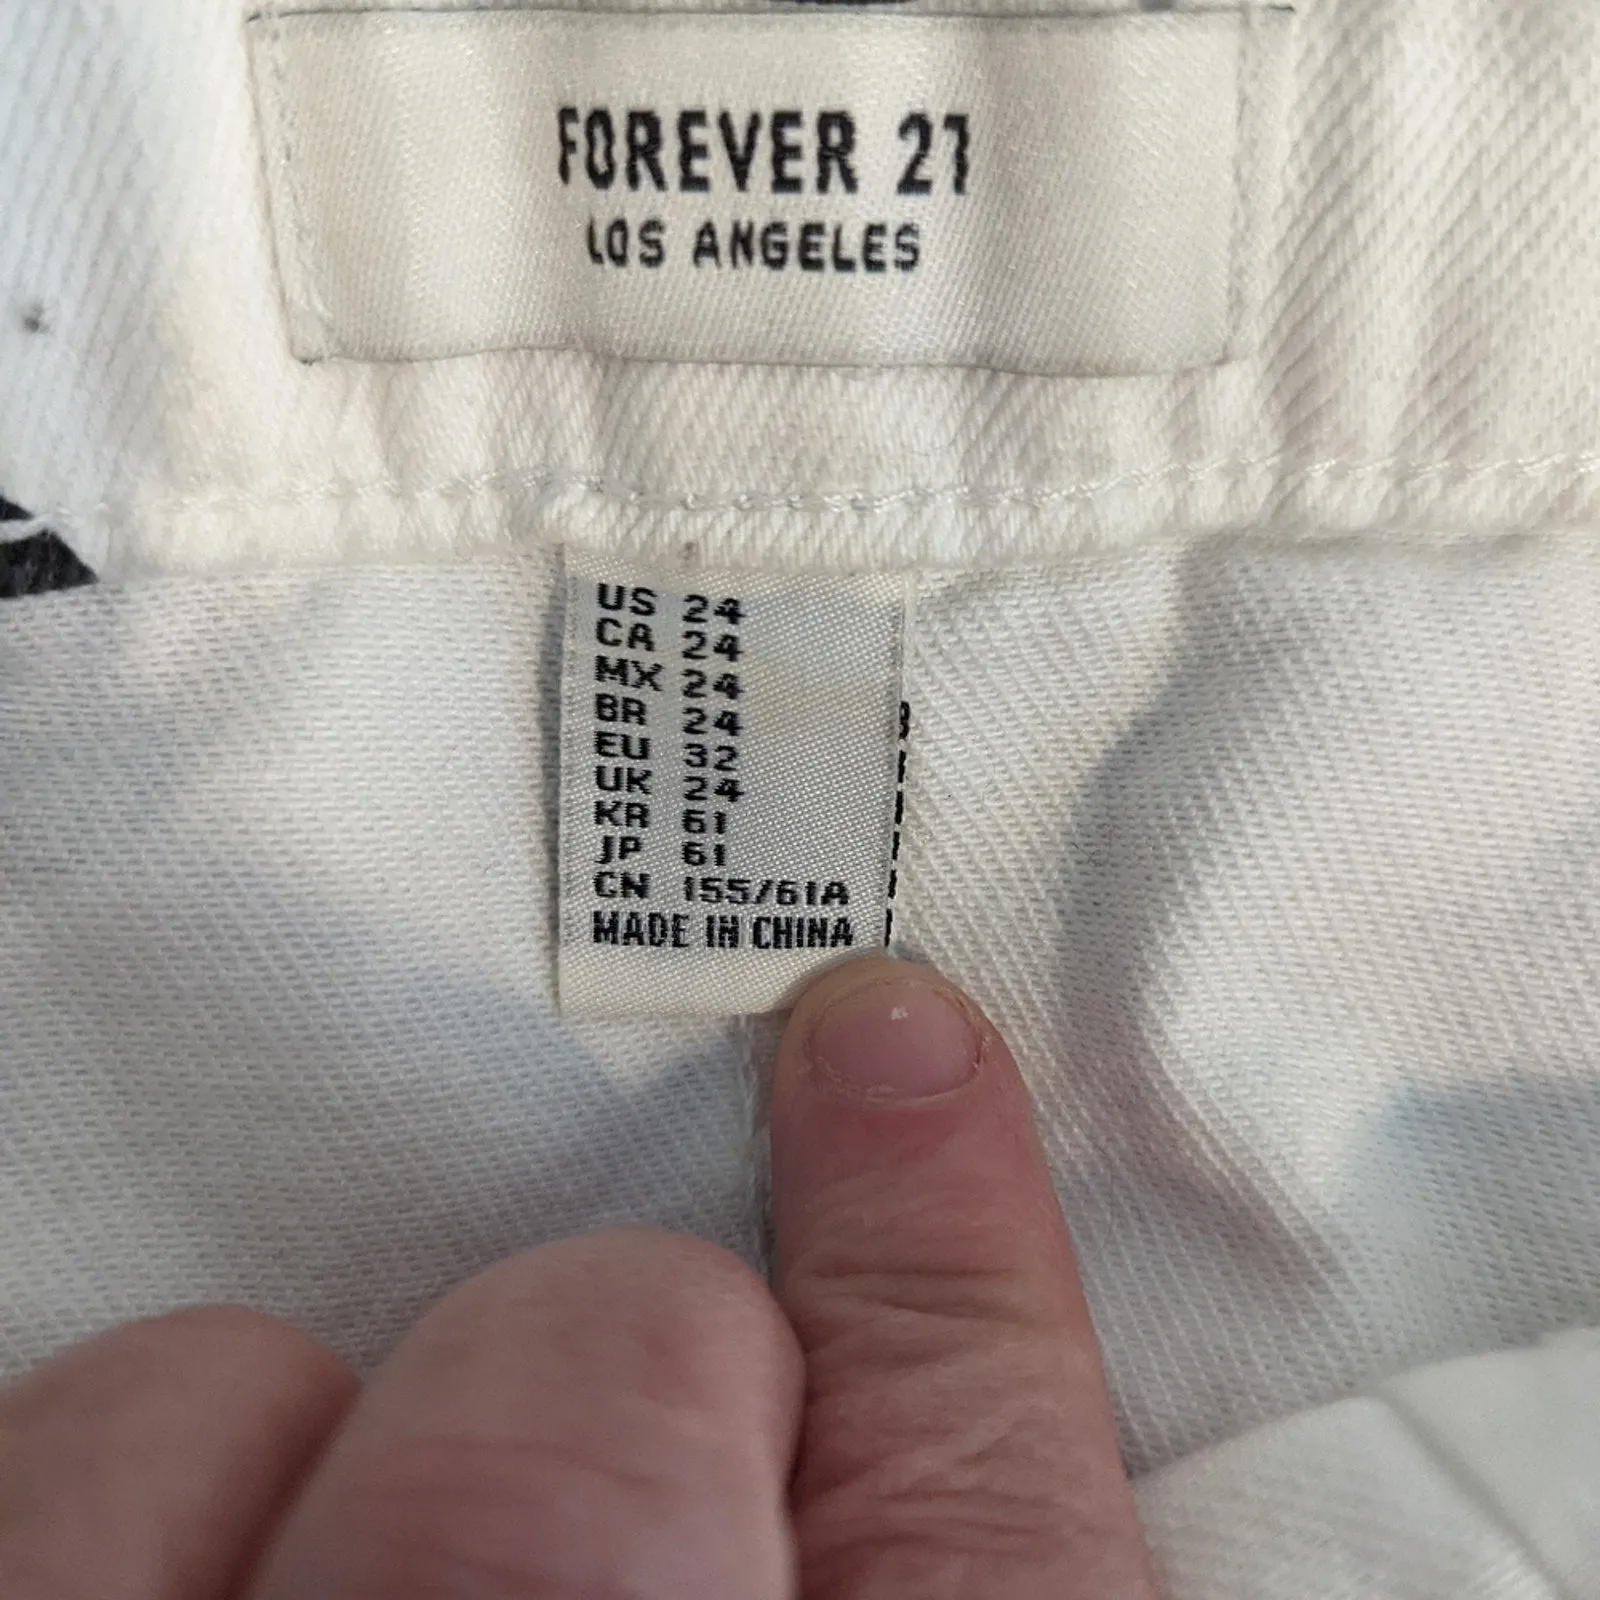 FOREVER 21
LOS ANGELES
US 24
CA 24
MX 24
BR 24
EU 32
UK 24
KR 61
JP 61
CN 155/61A
MADE IN CHINA